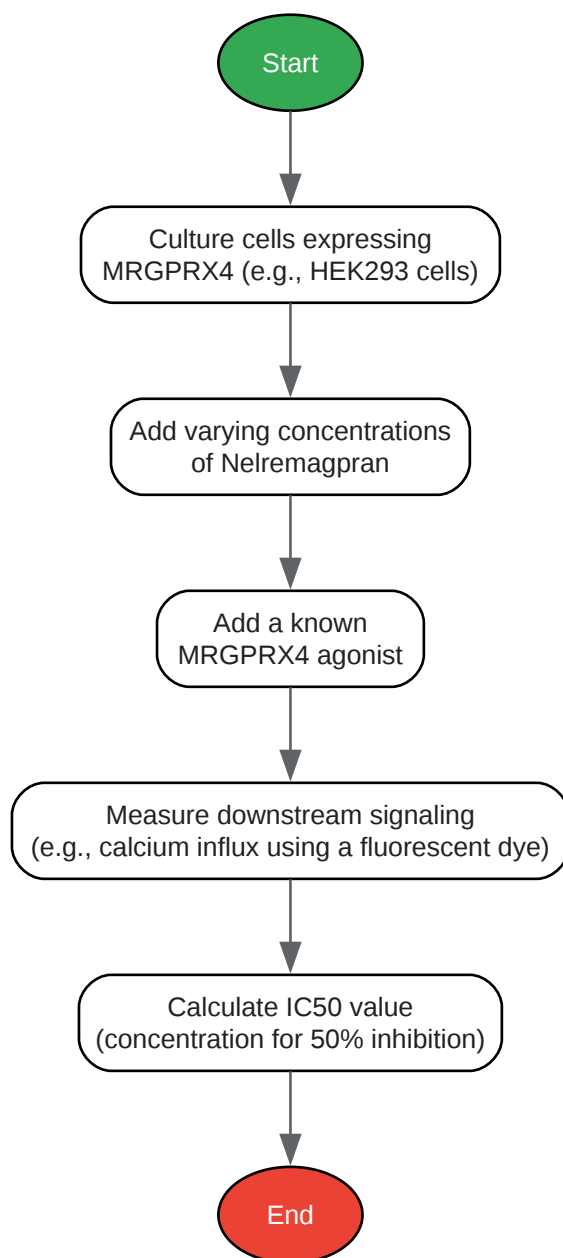 Start
Culture cells expressing
MRGPRX4 (e.g., HEK293 cells)
Add varying concentrations
of Nelremagpran
Add a known
MRGPRX4 agonist
Measure downstream signaling
(e.g., calcium influx using a fluorescent dye)
Calculate IC50 value
(concentration for 50% inhibition)
End